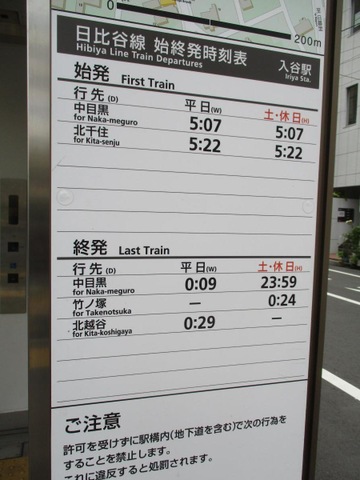 0 200m
日比谷線 始終発時刻表 入谷駅
Hibiya Line Train Departures Iriya Sta.
始発 First Train
行先(D) 平日(W) 土・休日(H)
中目黒 5:07 5:07
for Naka-meguro
北千住 5:22 5:22
for Kita-senju
終発 Last Train
行先(D) 平日(W) 土・休日(H)
中目黒 0:09 23:59
for Naka-meguro
竹ノ塚 — 0:24
for Takenotsuka
北越谷 0:29 —
for Kita-koshigaya
ご注意
許可を受けずに駅構内(地下道を含む)で次の行為を
することを禁止します。
これに違反すると処罰されます。